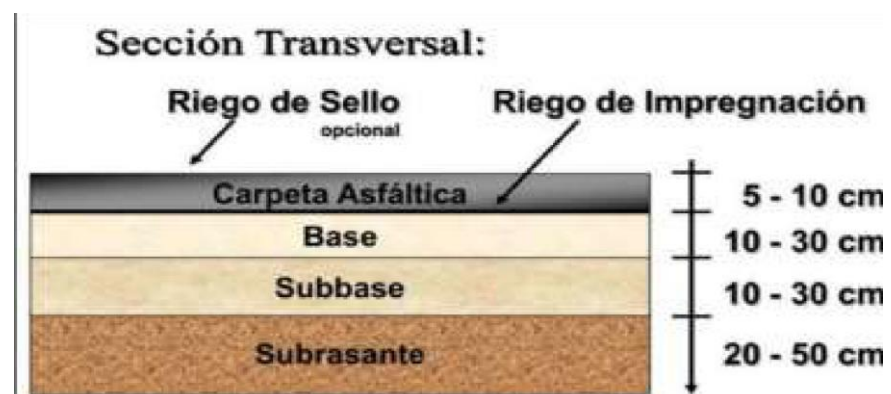 Sección Transversal:
Riego de Sello
opcional
Riego de Impregnación
Carpeta Asfáltica
5 - 10 cm
Base
10 - 30 cm
Subbase
10 - 30 cm
Subrasante
20 - 50 cm